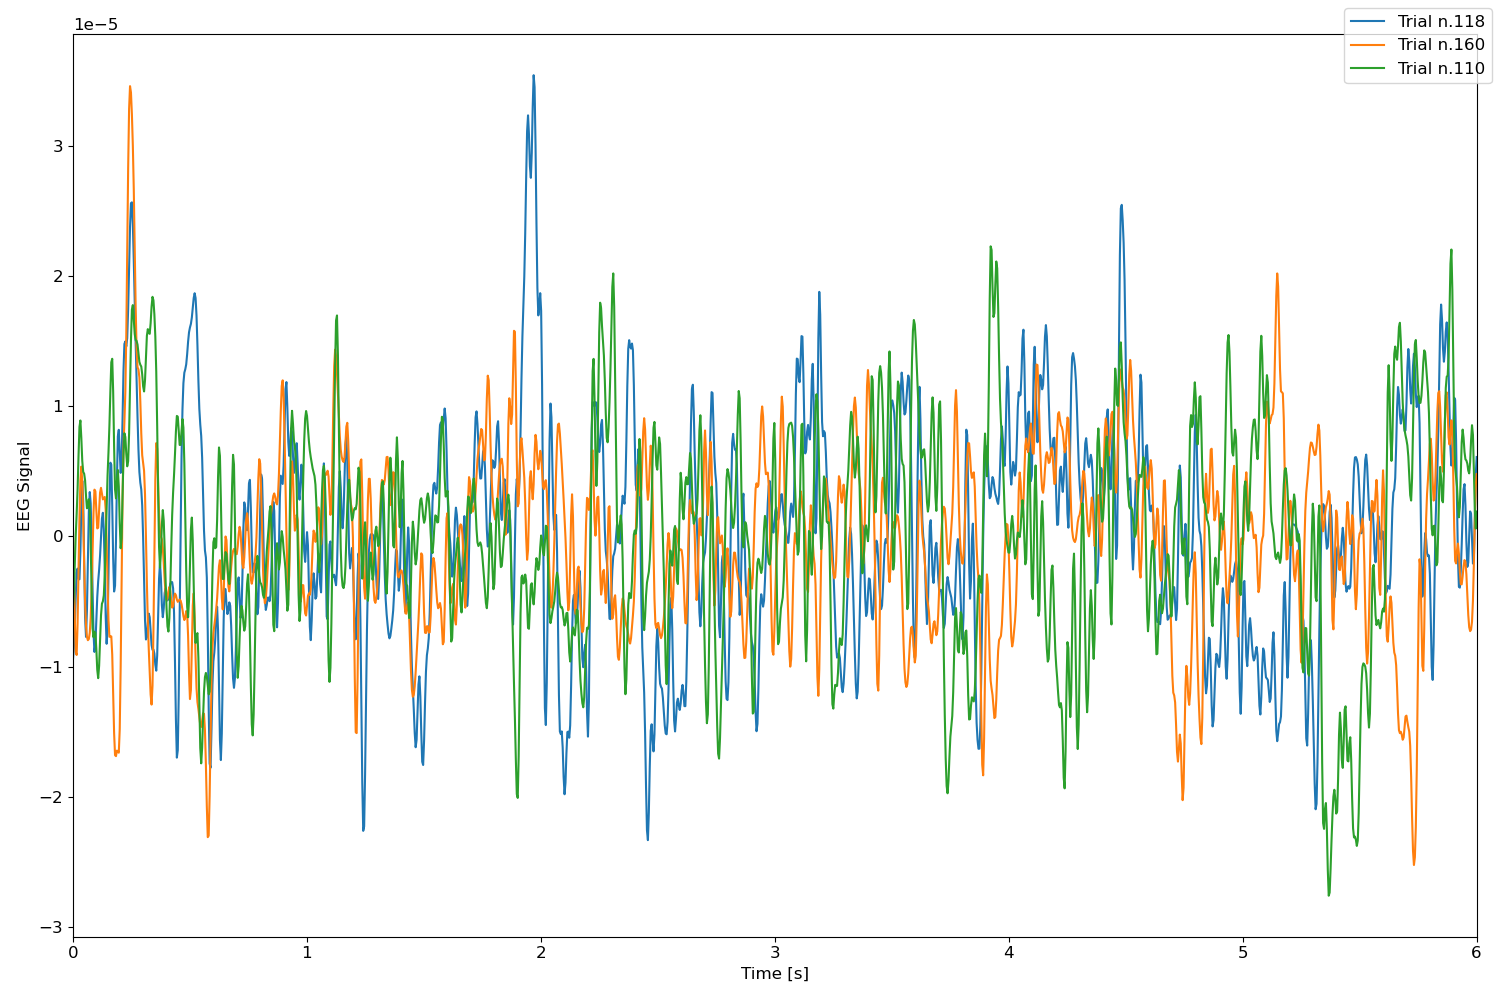 1e−5
Trial n.118
Trial n.160
Trial n.110
3
2
1
0
−1
−2
−3
EEG Signal
0 1 2 3 4 5 6
Time [s]